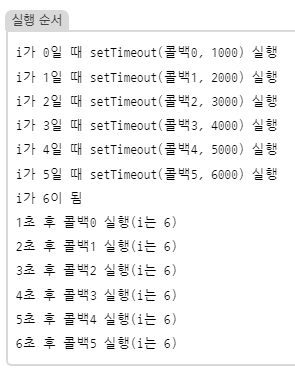 실행 순서
i가 0일 때 setTimeout(콜백0, 1000) 실행
i가 1일 때 setTimeout(콜백1, 2000) 실행
i가 2일 때 setTimeout(콜백2, 3000) 실행
i가 3일 때 setTimeout(콜백3, 4000) 실행
i가 4일 때 setTimeout(콜백4, 5000) 실행
i가 5일 때 setTimeout(콜백5, 6000) 실행
i가 6이 됨
1초 후 콜백0 실행(i는 6)
2초 후 콜백1 실행(i는 6)
3초 후 콜백2 실행(i는 6)
4초 후 콜백3 실행(i는 6)
5초 후 콜백4 실행(i는 6)
6초 후 콜백5 실행(i는 6)